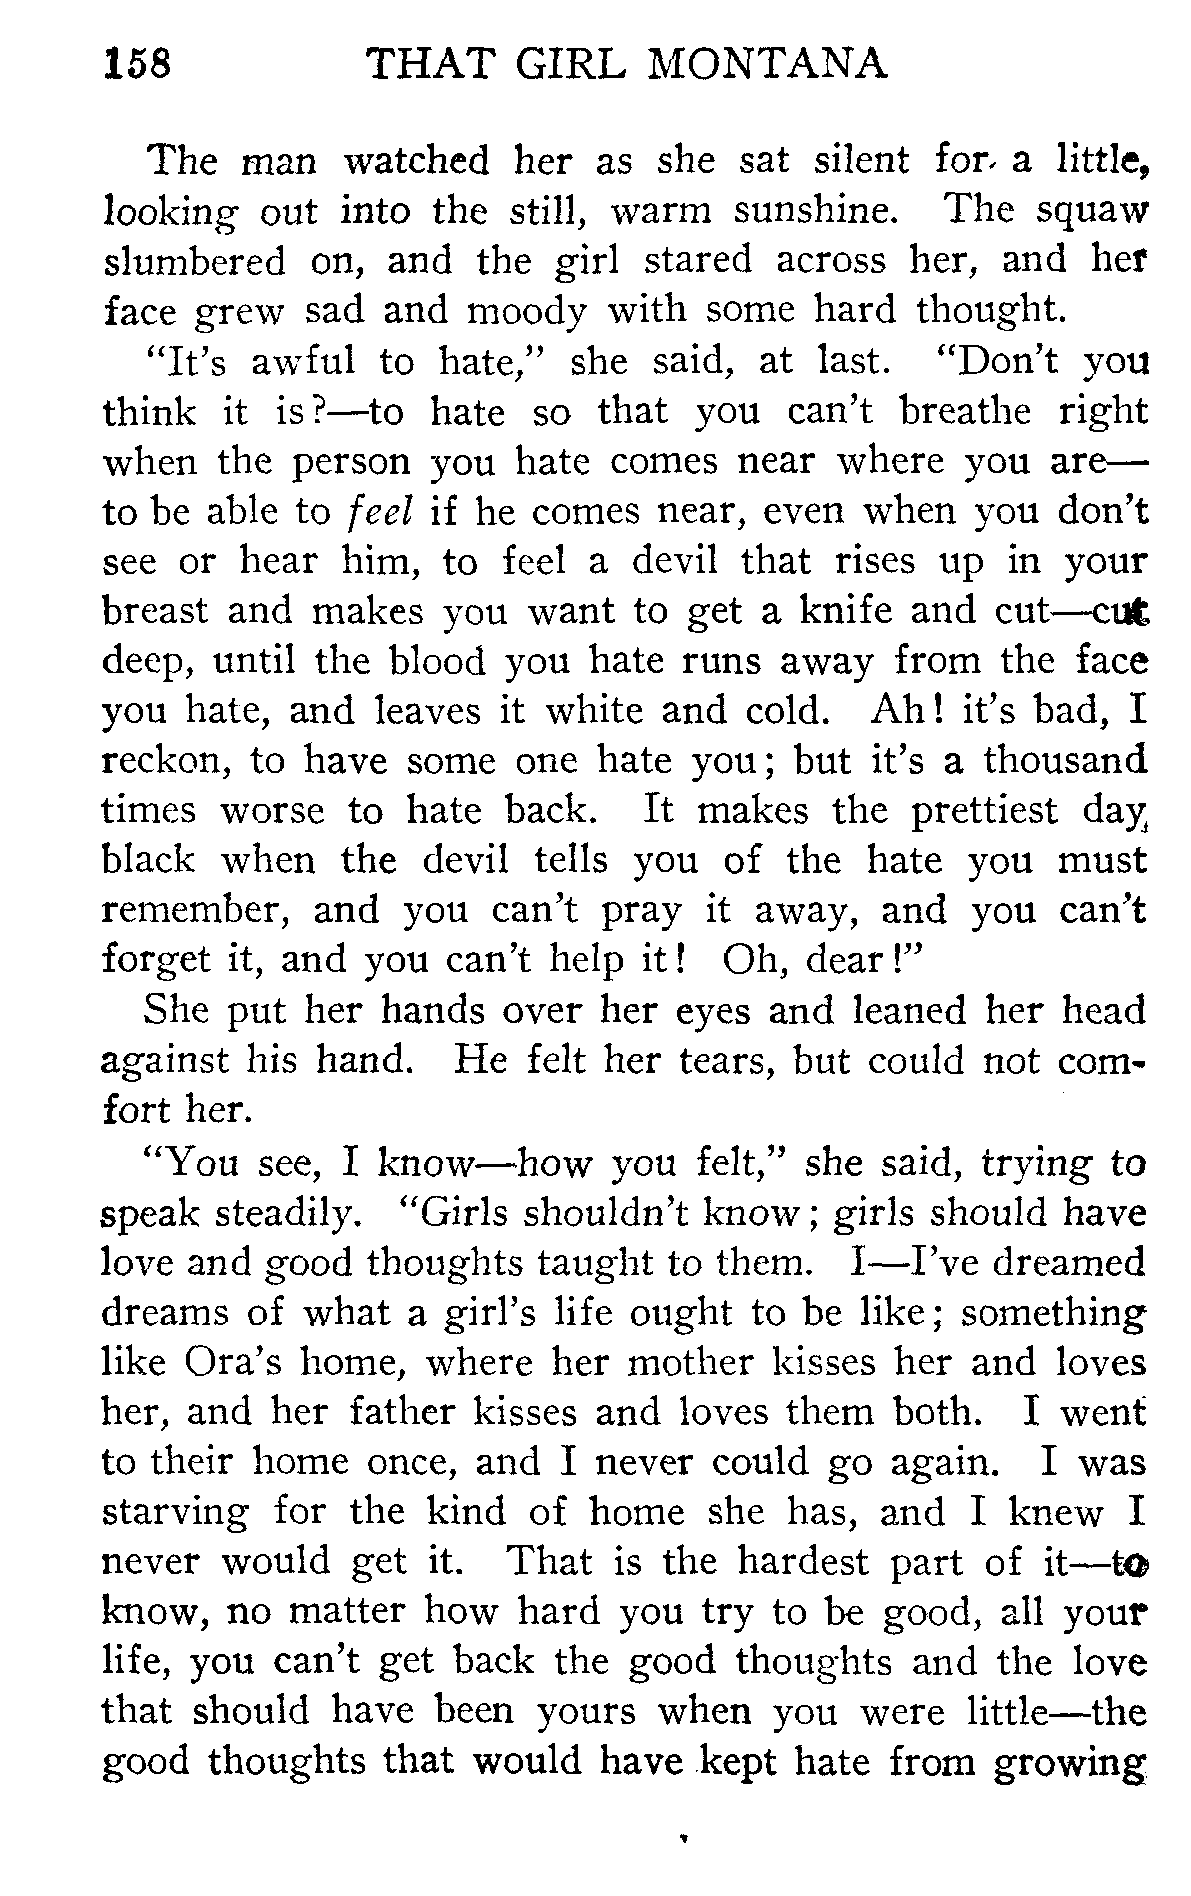 158 THAT GIRL MONTANA
The man watched her as she sat silent for a little,
looking out into the still, warm sunshine. The squaw
slumbered on, and the girl stared across her, and her
face grew sad and moody with some hard thought.
“It’s awful to hate,” she said, at last. “Don’t you
think it is?—to hate so that you can’t breathe right
when the person you hate comes near where you are—
to be able to feel if he comes near, even when you don’t
see or hear him, to feel a devil that rises up in your
breast and makes you want to get a knife and cut—cut
deep, until the blood you hate runs away from the face
you hate, and leaves it white and cold. Ah! it’s bad, I
reckon, to have some one hate you; but it’s a thousand
times worse to hate back. It makes the prettiest day
black when the devil tells you of the hate you must
remember, and you can’t pray it away, and you can’t
forget it, and you can’t help it! Oh, dear!”
She put her hands over her eyes and leaned her head
against his hand. He felt her tears, but could not com-
fort her.
“You see, I know—how you felt,” she said, trying to
speak steadily. “Girls shouldn’t know; girls should have
love and good thoughts taught to them. I—I’ve dreamed
dreams of what a girl’s life ought to be like; something
like Ora’s home, where her mother kisses her and loves
her, and her father kisses and loves them both. I went
to their home once, and I never could go again. I was
starving for the kind of home she has, and I knew I
never would get it. That is the hardest part of it—to
know, no matter how hard you try to be good, all your
life, you can’t get back the good thoughts and the love
that should have been yours when you were little—the
good thoughts that would have kept hate from growing